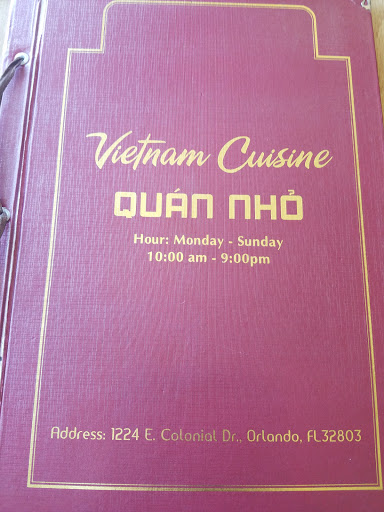 Vietnam Cuisine
QUÁN NHỎ
Hour: Monday - Sunday
10:00 am - 9:00pm
Address: 1224 E. Colonial Dr., Orlando, FL32803